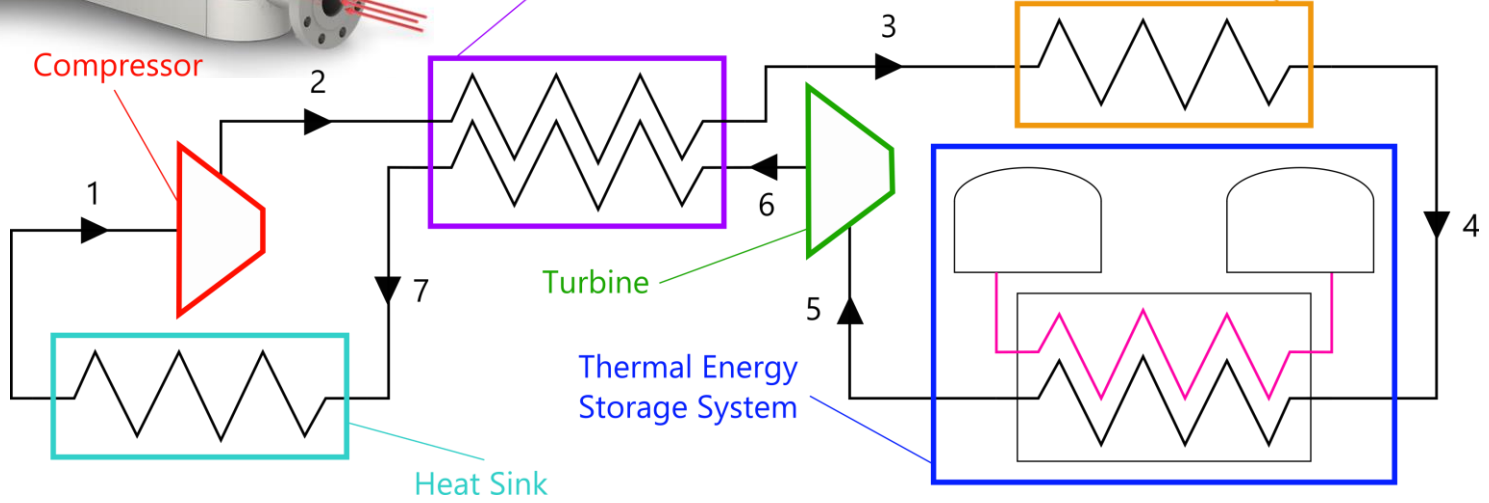 Compressor
2
3
1
6
4
7
Turbine
5
Thermal Energy
Storage System
Heat Sink